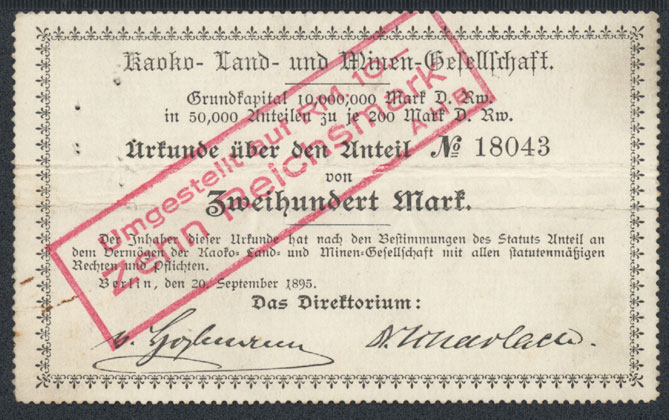 Kaoko- Land- und Minen-Gesellschaft.
Grundkapital 10,000,000 Mark D. Rw.
in 50,000 Anteilen zu je 200 Mark D. Rw.
Urkunde über den Anteil № 18043
von
Zweihundert Mark.
Der Inhaber dieser Urkunde hat nach den Bestimmungen des Statuts Anteil an
dem Vermögen der Kaoko- Land- und Minen-Gesellschaft mit allen statutenmäßigen
Rechten und Pflichten.
Berlin, den 20. September 1895.
Das Direktorium:
Umgestellt auf RM 10.—
Zehn Reichsmark